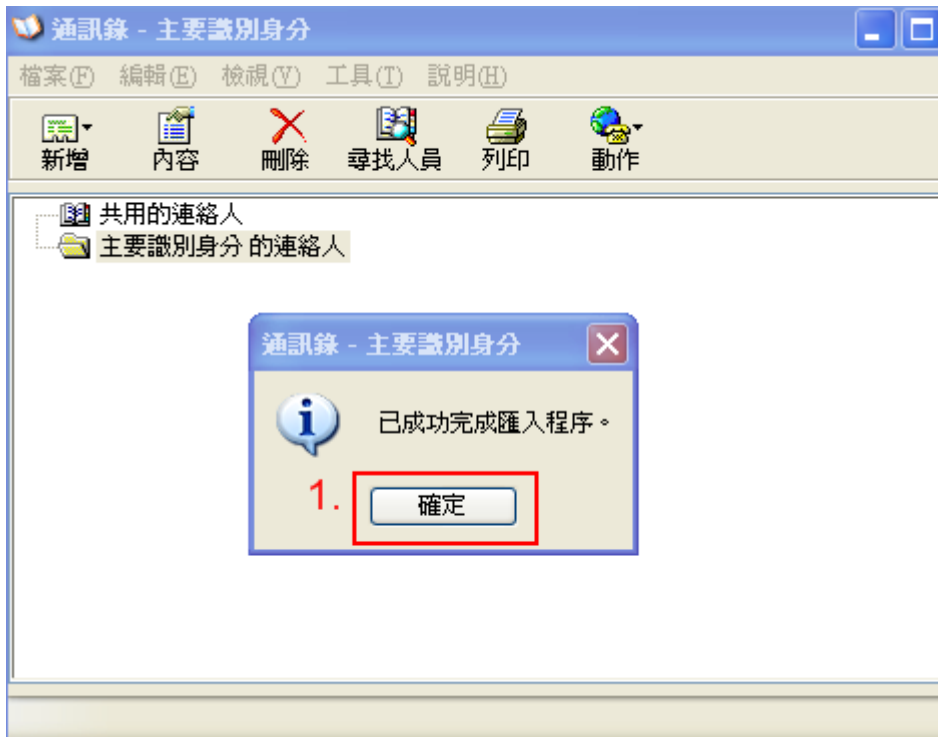 通訊錄 - 主要識別身分
檔案(F) 編輯(E) 檢視(V) 工具(T) 說明(H)
新增 內容 刪除 尋找人員 列印 動作
共用的連絡人
主要識別身分 的連絡人
通訊錄 - 主要識別身分
已成功完成匯入程序。
1. 確定